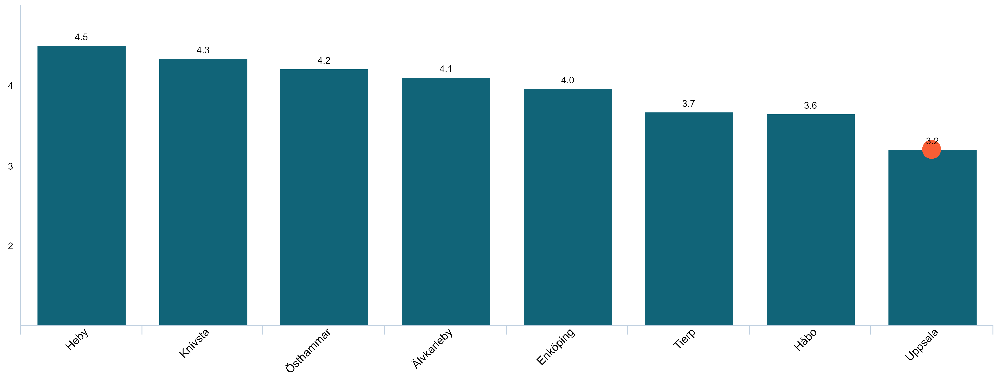 4.5
4.3
4.2
4.1
4.0
3.7
3.6
3.2
4
3
2
Heby
Knivsta
Östhammar
Älvkarleby
Enköping
Tierp
Håbo
Uppsala